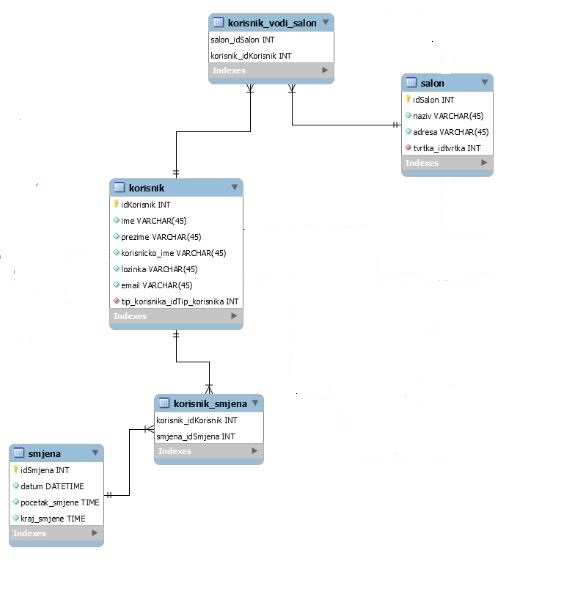 korisnik_vodi_salon
salon_idSalon INT
korisnik_idKorisnik INT
Indexes
salon
idSalon INT
naziv VARCHAR(45)
adresa VARCHAR(45)
tvrtka_idtvrtka INT
Indexes
korisnik
idKorisnik INT
ime VARCHAR(45)
prezime VARCHAR(45)
korisnicko_ime VARCHAR(45)
lozinka VARCHAR(45)
email VARCHAR(45)
tip_korisnika_idTip_korisnika INT
Indexes
korisnik_smjena
korisnik_idKorisnik INT
smjena_idSmjena INT
Indexes
smjena
idSmjena INT
datum DATETIME
pocetak_smjene TIME
kraj_smjene TIME
Indexes